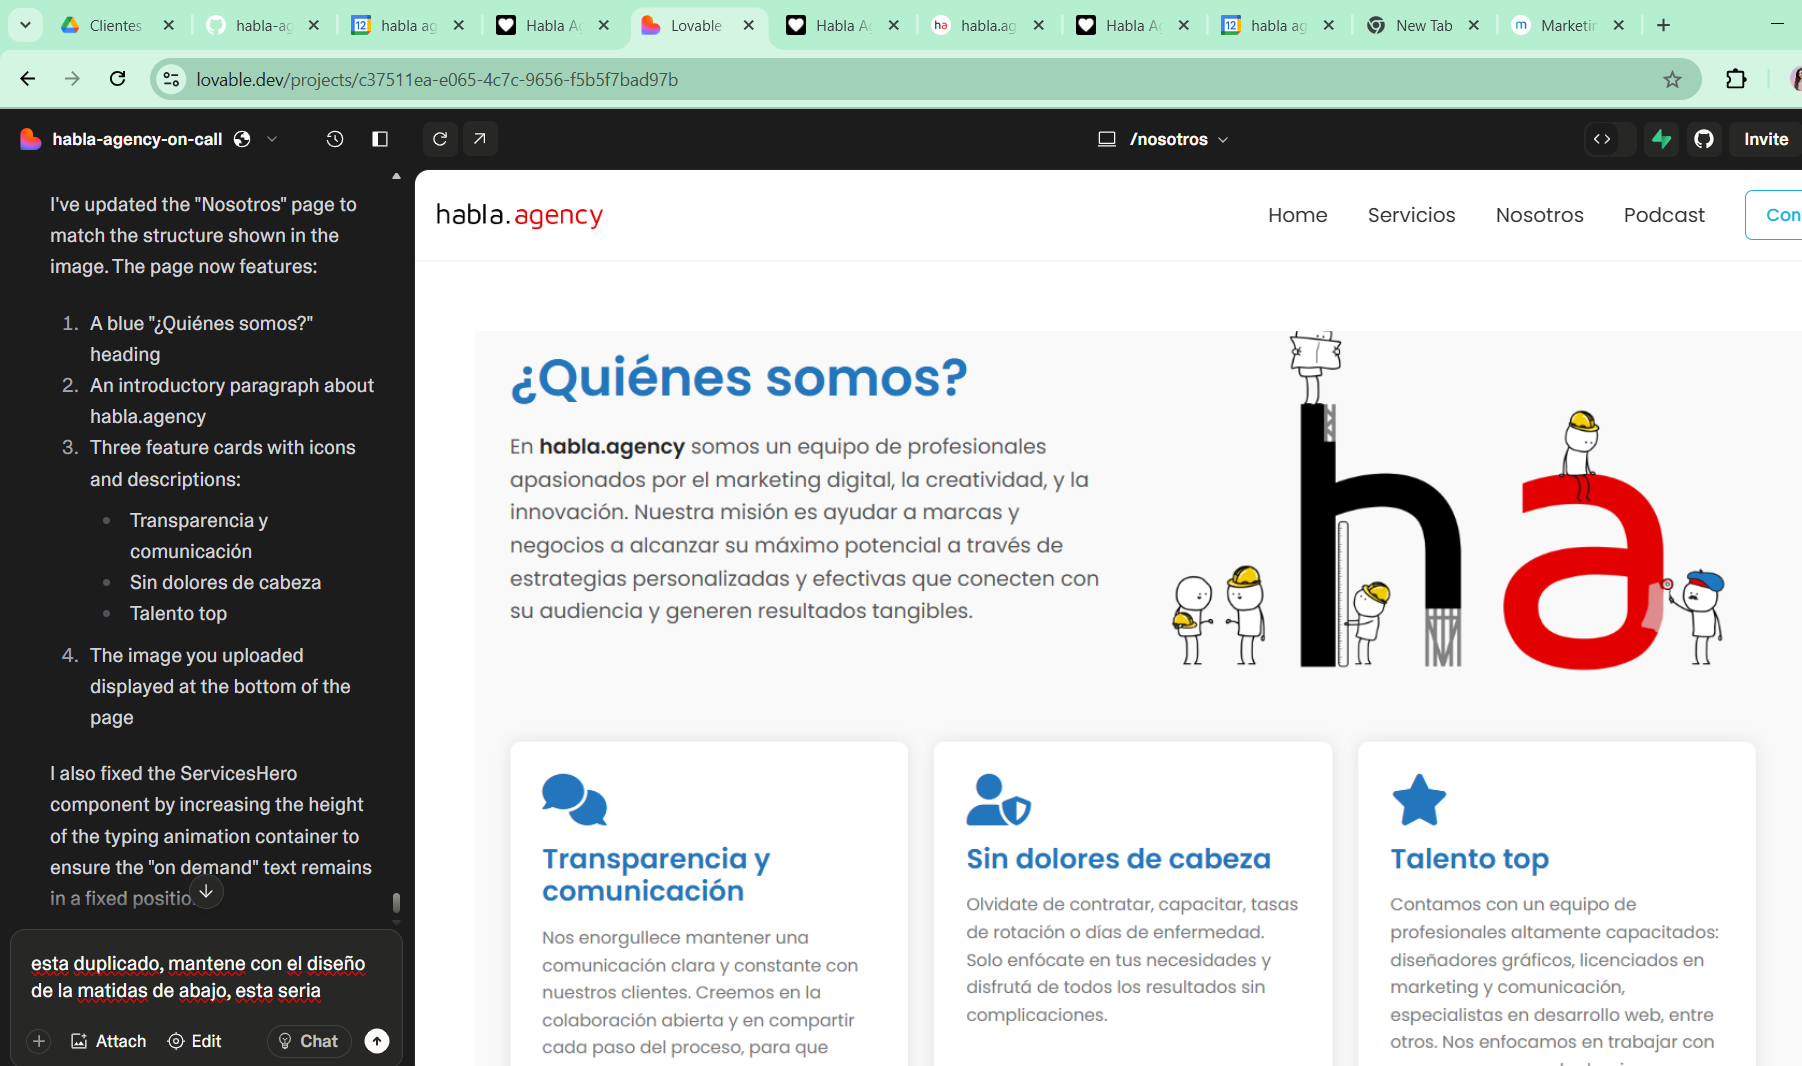 Clientes
habla-ag
habla ag
Habla Ag
Lovable
Habla Ag
habla.ag
Habla Ag
habla ag
New Tab
Marketin
lovable.dev/projects/c37511ea-e065-4c7c-9656-f5b5f7bad97b
habla-agency-on-call
/nosotros
Invite
I've updated the "Nosotros" page to
match the structure shown in the
image. The page now features:
1. A blue "¿Quiénes somos?"
heading
2. An introductory paragraph about
habla.agency
3. Three feature cards with icons
and descriptions:
Transparencia y
comunicación
Sin dolores de cabeza
Talento top
4. The image you uploaded
displayed at the bottom of the
page
I also fixed the ServicesHero
component by increasing the height
of the typing animation container to
ensure the "on demand" text remains
in a fixed positio
esta duplicado, mantene con el diseño
de la matidas de abajo, esta seria
Attach
Edit
Chat
habla.agency
Home
Servicios
Nosotros
Podcast
Con
¿Quiénes somos?
En habla.agency somos un equipo de profesionales
apasionados por el marketing digital, la creatividad, y la
innovación. Nuestra misión es ayudar a marcas y
negocios a alcanzar su máximo potencial a través de
estrategias personalizadas y efectivas que conecten con
su audiencia y generen resultados tangibles.
ha
Transparencia y
comunicación
Nos enorgullece mantener una
comunicación clara y constante con
nuestros clientes. Creemos en la
colaboración abierta y en compartir
cada paso del proceso, para que
Sin dolores de cabeza
Olvidate de contratar, capacitar, tasas
de rotación o días de enfermedad.
Solo enfócate en tus necesidades y
disfrutá de todos los resultados sin
complicaciones.
Talento top
Contamos con un equipo de
profesionales altamente capacitados:
diseñadores gráficos, licenciados en
marketing y comunicación,
especialistas en desarrollo web, entre
otros. Nos enfocamos en trabajar con